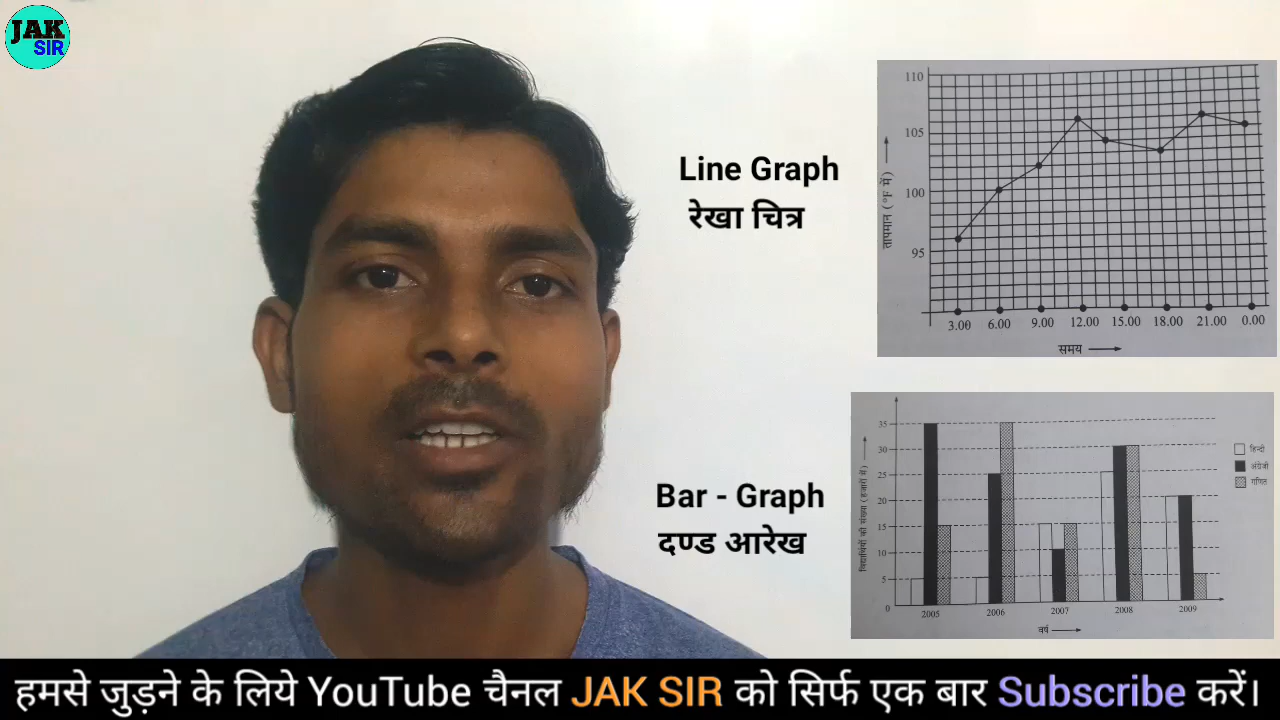 JAK
SIR
Line Graph
रेखा चित्र
110
105
100
95
तापमान (°F में)
3.00 6.00 9.00 12.00 15.00 18.00 21.00 0.00
समय
Bar - Graph
दण्ड आरेख
35
30
25
20
15
10
5
0
विद्यार्थियों की संख्या (हजारों में)
2005 2006 2007 2008 2009
वर्ष
हिन्दी
अंग्रेजी
गणित
हमसे जुड़ने के लिये YouTube चैनल JAK SIR को सिर्फ एक बार Subscribe करें।